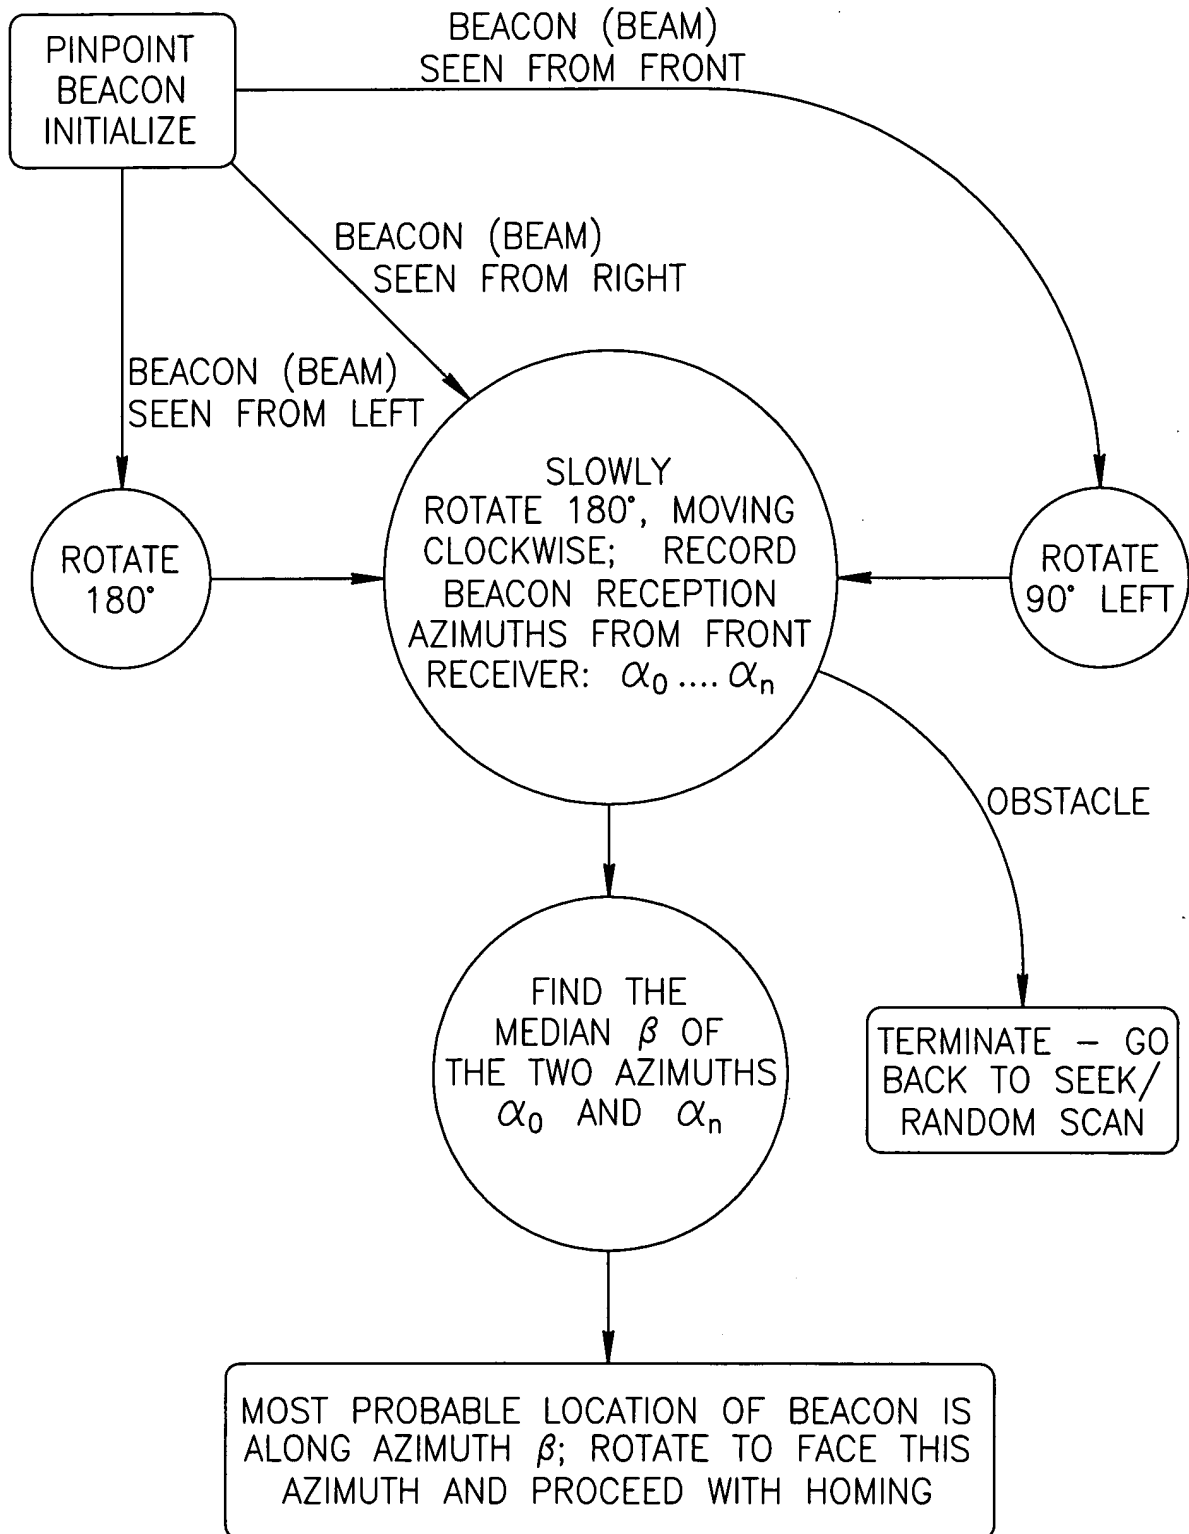 PINPOINT
BEACON
INITIALIZE
BEACON (BEAM)
SEEN FROM FRONT
BEACON (BEAM)
SEEN FROM RIGHT
BEACON (BEAM)
SEEN FROM LEFT
ROTATE
180°
SLOWLY
ROTATE 180°, MOVING
CLOCKWISE; RECORD
BEACON RECEPTION
AZIMUTHS FROM FRONT
RECEIVER: α₀ .... αₙ
ROTATE
90° LEFT
OBSTACLE
FIND THE
MEDIAN β OF
THE TWO AZIMUTHS
α₀ AND αₙ
TERMINATE – GO
BACK TO SEEK/
RANDOM SCAN
MOST PROBABLE LOCATION OF BEACON IS
ALONG AZIMUTH β; ROTATE TO FACE THIS
AZIMUTH AND PROCEED WITH HOMING